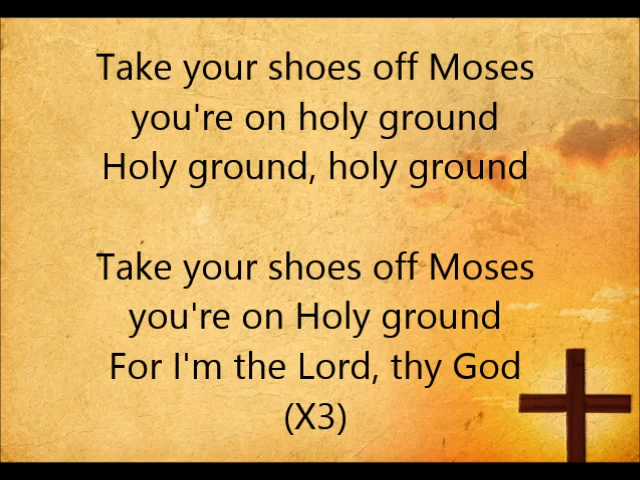 Take your shoes off Moses
you're on holy ground
Holy ground, holy ground
Take your shoes off Moses
you're on Holy ground
For I'm the Lord, thy God
(X3)